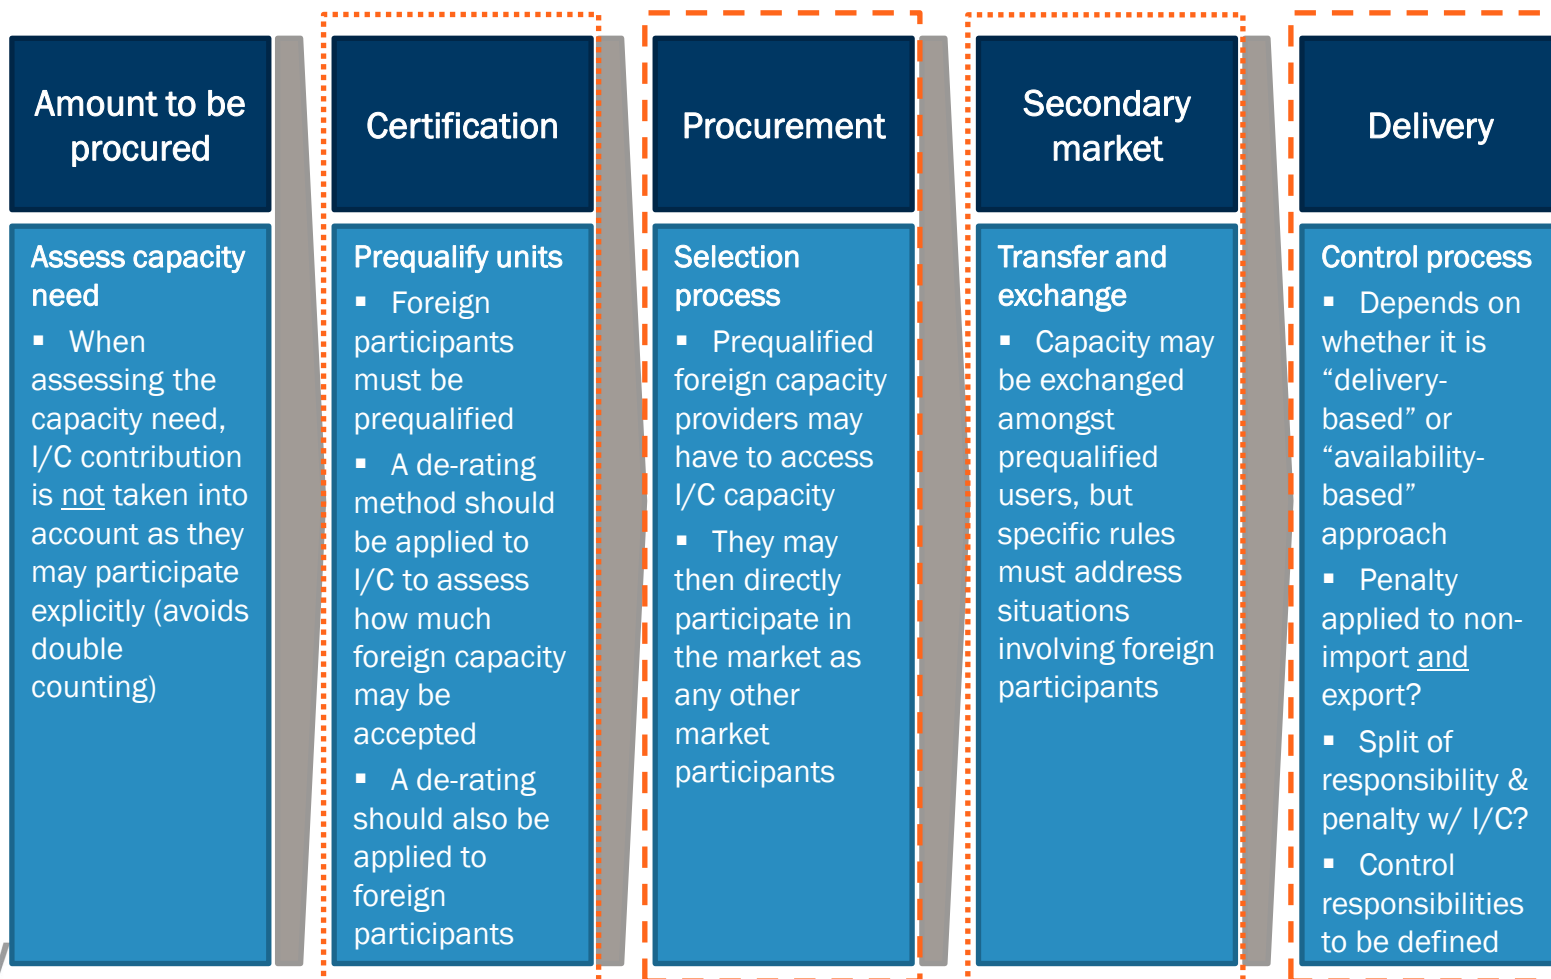 Amount to be
procured
Assess capacity
need
▪ When
assessing the
capacity need,
I/C contribution
is not taken into
account as they
may participate
explicitly (avoids
double
counting)
Certification
Prequalify units
▪ Foreign
participants
must be
prequalified
▪ A de-rating
method should
be applied to
I/C to assess
how much
foreign capacity
may be
accepted
▪ A de-rating
should also be
applied to
foreign
participants
Procurement
Selection
process
▪ Prequalified
foreign capacity
providers may
have to access
I/C capacity
▪ They may
then directly
participate in
the market as
any other
market
participants
Secondary
market
Transfer and
exchange
▪ Capacity may
be exchanged
amongst
prequalified
users, but
specific rules
must address
situations
involving foreign
participants
Delivery
Control process
▪ Depends on
whether it is
“delivery-
based” or
“availability-
based”
approach
▪ Penalty
applied to non-
import and
export?
▪ Split of
responsibility &
penalty w/ I/C?
▪ Control
responsibilities
to be defined